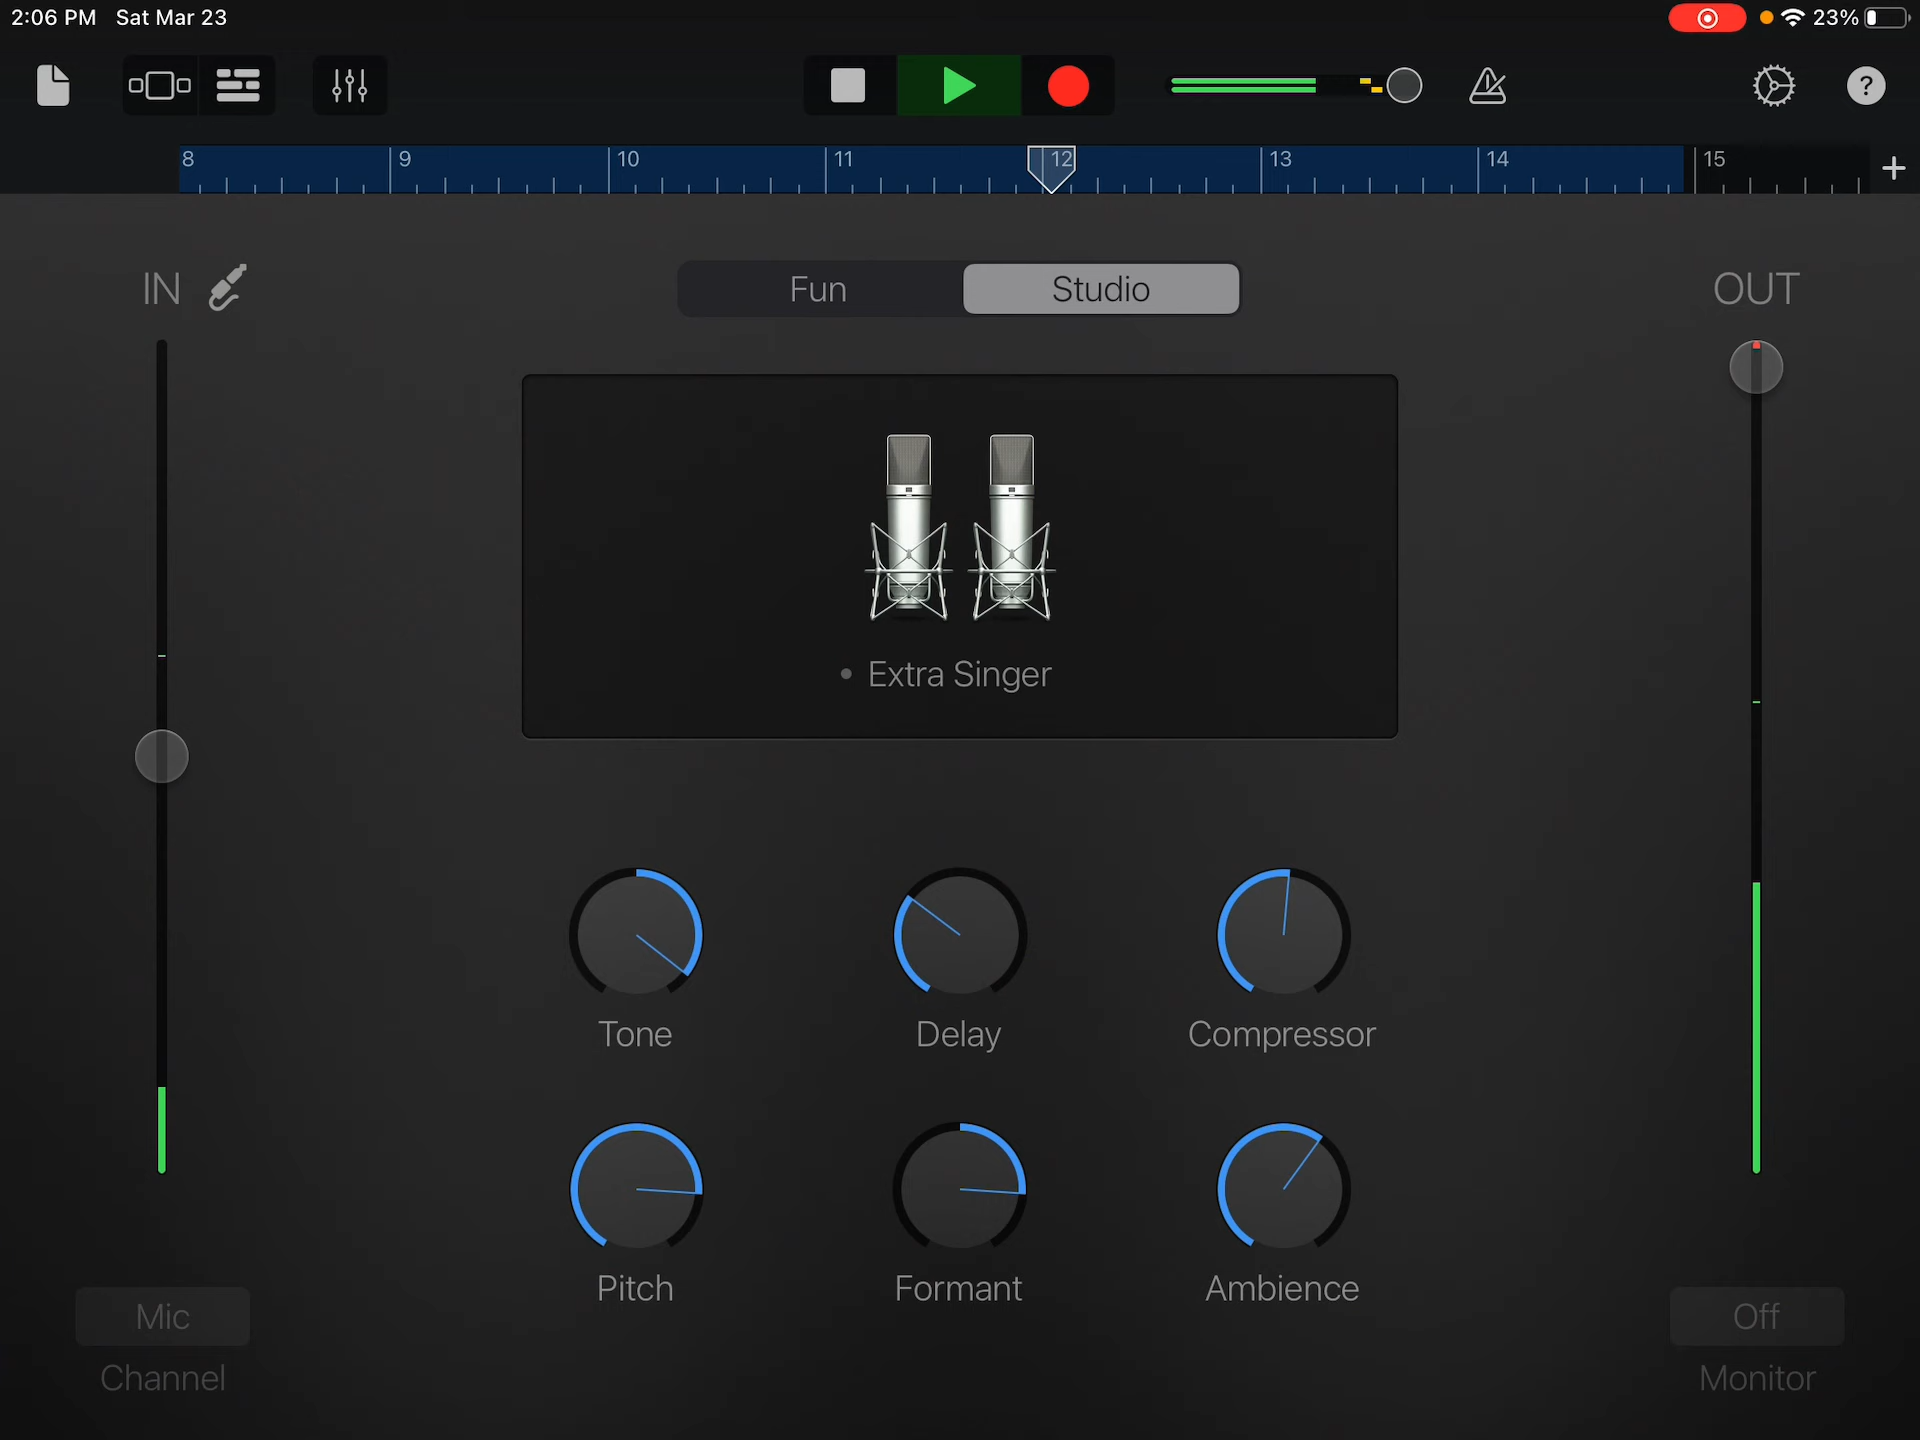 2:06 PM Sat Mar 23
23%
?
8 9 10 11 12 13 14 15 +
IN
Fun Studio
OUT
Extra Singer
Tone Delay Compressor
Pitch Formant Ambience
Mic Off
Channel Monitor